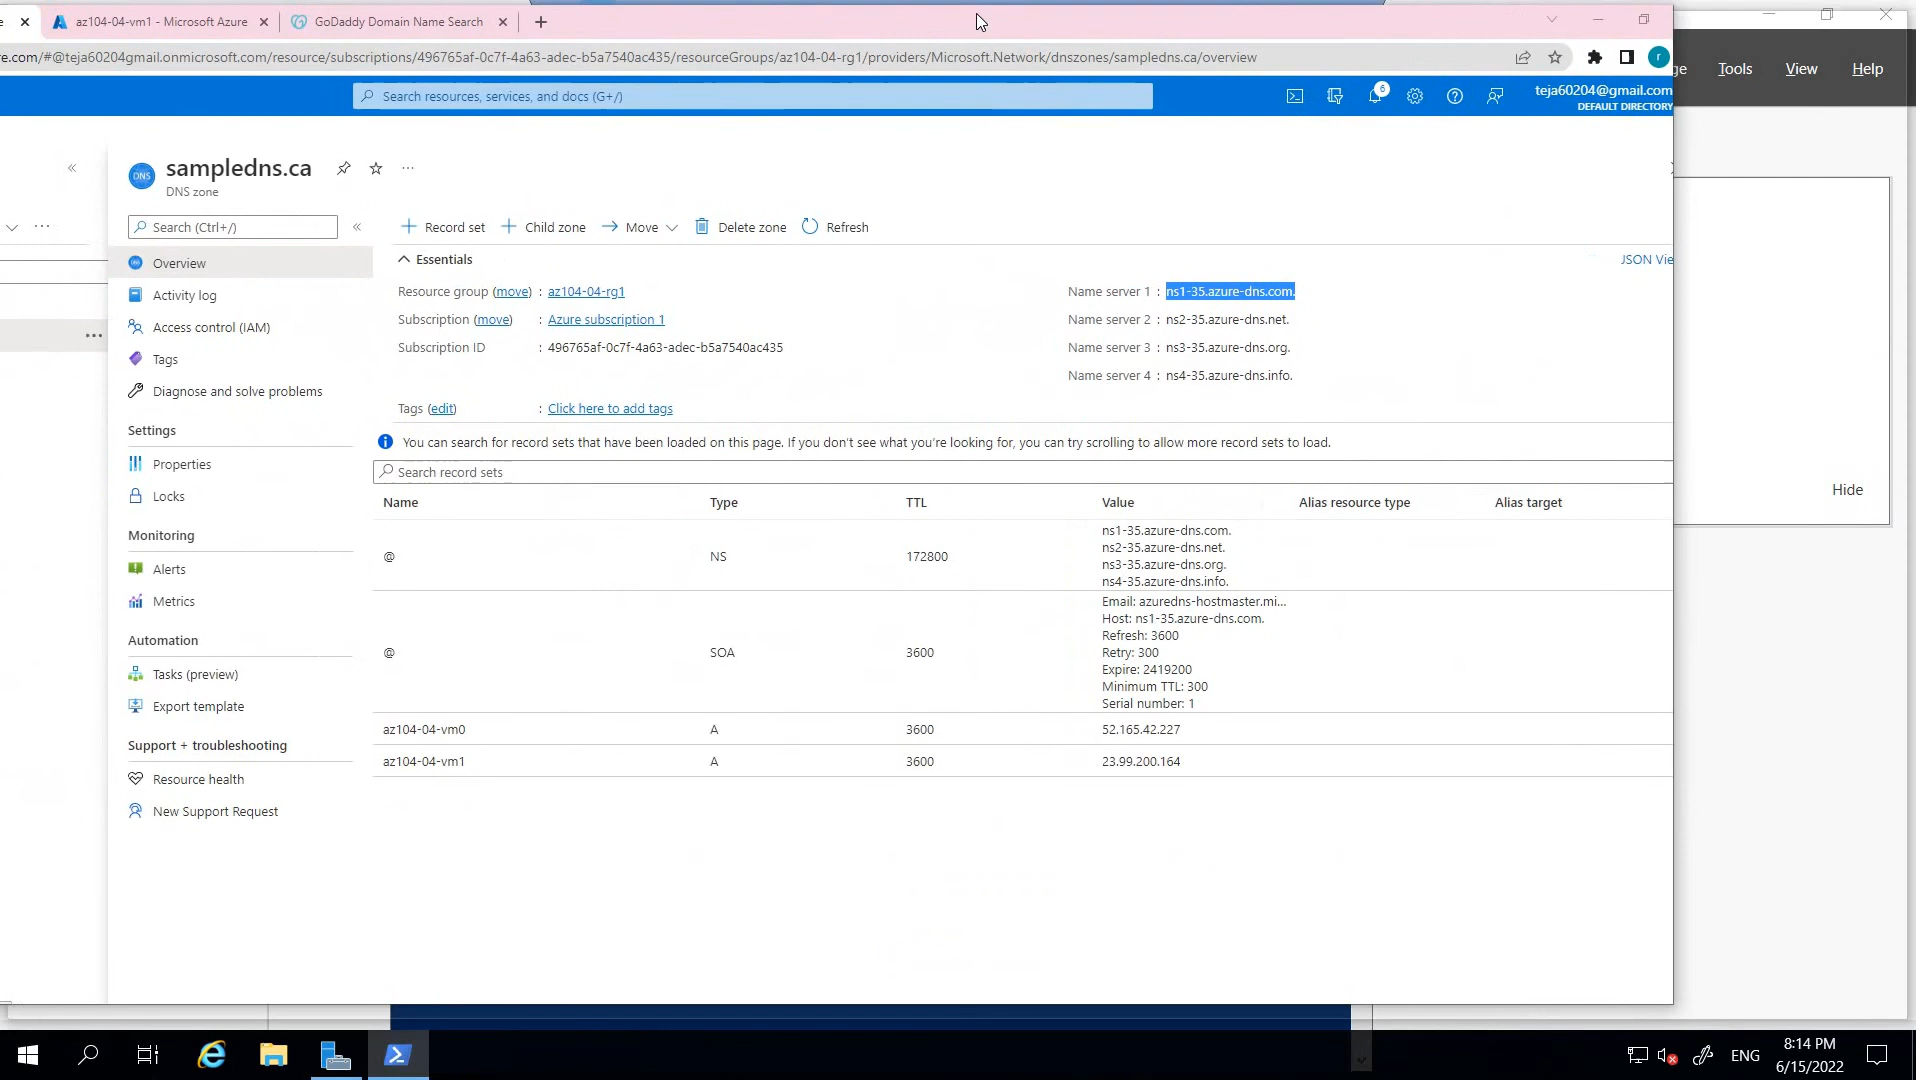 az104-04-vm1 - Microsoft Azure
GoDaddy Domain Name Search
re.com/#@teja60204gmail.onmicrosoft.com/resource/subscriptions/496765af-0c7f-4a63-adec-b5a7540ac435/resourceGroups/az104-04-rg1/providers/Microsoft.Network/dnszones/sampledns.ca/overview
r
ge
Tools
View
Help
Search resources, services, and docs (G+/)
6
teja60204@gmail.com
DEFAULT DIRECTORY
DNS
sampledns.ca
DNS zone
Search (Ctrl+/)
Record set
Child zone
Move
Delete zone
Refresh
Overview
Activity log
Access control (IAM)
Tags
Diagnose and solve problems
Settings
Properties
Locks
Monitoring
Alerts
Metrics
Automation
Tasks (preview)
Export template
Support + troubleshooting
Resource health
New Support Request
Essentials
JSON Vie
Resource group (move) : az104-04-rg1
Subscription (move) : Azure subscription 1
Subscription ID : 496765af-0c7f-4a63-adec-b5a7540ac435
Name server 1 : ns1-35.azure-dns.com.
Name server 2 : ns2-35.azure-dns.net.
Name server 3 : ns3-35.azure-dns.org.
Name server 4 : ns4-35.azure-dns.info.
Tags (edit) : Click here to add tags
You can search for record sets that have been loaded on this page. If you don't see what you're looking for, you can try scrolling to allow more record sets to load.
Search record sets
Name Type TTL Value Alias resource type Alias target
@ NS 172800
ns1-35.azure-dns.com.
ns2-35.azure-dns.net.
ns3-35.azure-dns.org.
ns4-35.azure-dns.info.
@ SOA 3600
Email: azuredns-hostmaster.mi...
Host: ns1-35.azure-dns.com.
Refresh: 3600
Retry: 300
Expire: 2419200
Minimum TTL: 300
Serial number: 1
az104-04-vm0 A 3600 52.165.42.227
az104-04-vm1 A 3600 23.99.200.164
Hide
ENG
8:14 PM
6/15/2022